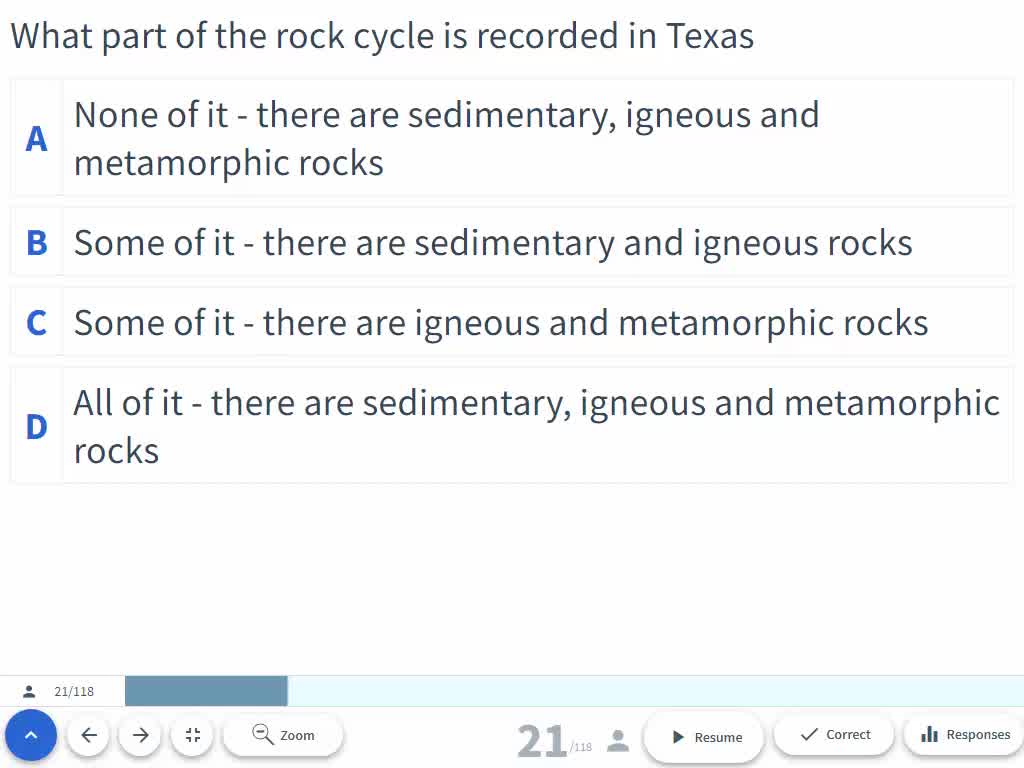 What part of the rock cycle is recorded in Texas
A
None of it - there are sedimentary, igneous and
metamorphic rocks
B
Some of it - there are sedimentary and igneous rocks
C
Some of it - there are igneous and metamorphic rocks
D
All of it - there are sedimentary, igneous and metamorphic
rocks
21/118
Zoom
21/118
Resume
Correct
Responses